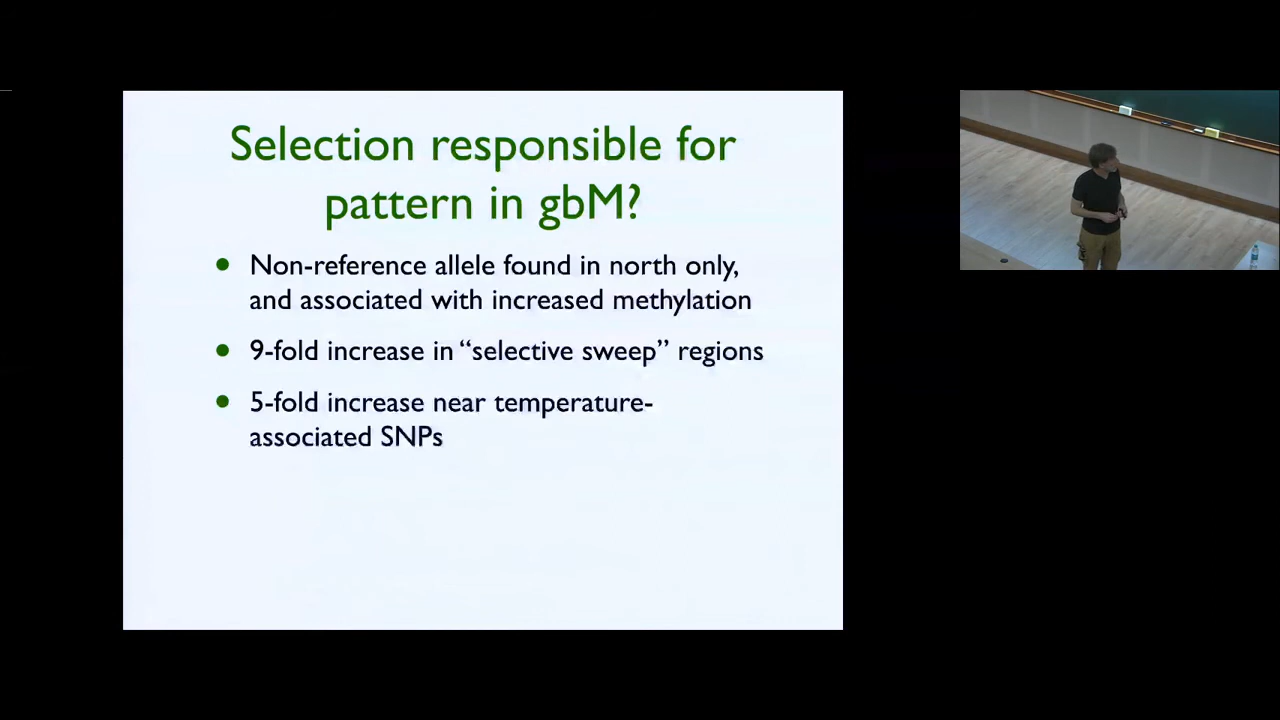 Selection responsible for
pattern in gbM?
• Non-reference allele found in north only,
and associated with increased methylation
• 9-fold increase in “selective sweep” regions
• 5-fold increase near temperature-
associated SNPs